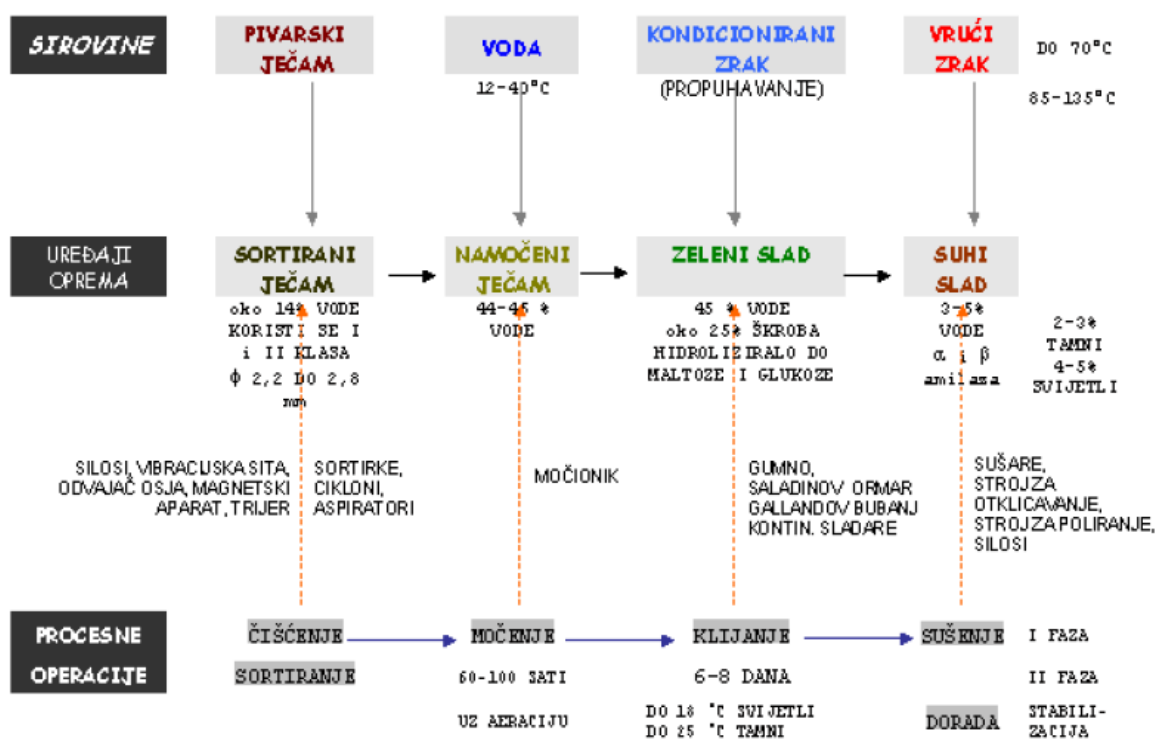 SIROVINE
PIVARSKI
JEČAM
VODA
12-40°C
KONDICIONIRANI
ZRAK
(PROPUHAVANJE)
VRUĆI
ZRAK
DO 70°C
85-135°C
UREĐAJI
OPREMA
SORTIRANI
JEČAM
oko 14% VODE
KORISTI SE I
i II KLASA
ϕ 2,2 DO 2,8
mm
NAMOČENI
JEČAM
44-45 %
VODE
ZELENI SLAD
45 % VODE
oko 25% ŠKROBA
HIDROLIZIRALO DO
MALTOZE I GLUKOZE
SUHI
SLAD
3-5%
VODE
α i β
amilaza
2-3%
TAMNI
4-5%
SVIJETLI
SILOSI, VIBRACIJSKA SITA,
ODVAJAČ OSJA, MAGNETSKI
APARAT, TRIJER
SORTIRKE,
CIKLONI,
ASPIRATORI
MOČIONIK
GUMNO,
SALADINOV ORMAR
GALLANDOV BUBANJ
KONTIN. SLADARE
SUŠARE,
STROJ ZA
OTKLICAVANJE,
STROJ ZA POLIRANJE,
SILOSI
PROCESNE
OPERACIJE
ČIŠĆENJE
SORTIRANJE
MOČENJE
60-100 SATI
UZ AERACIJU
KLIJANJE
6-8 DANA
DO 18 °C SVIJETLI
DO 25 °C TAMNI
SUŠENJE
DORADA
I FAZA
II FAZA
STABILI-
ZACIJA